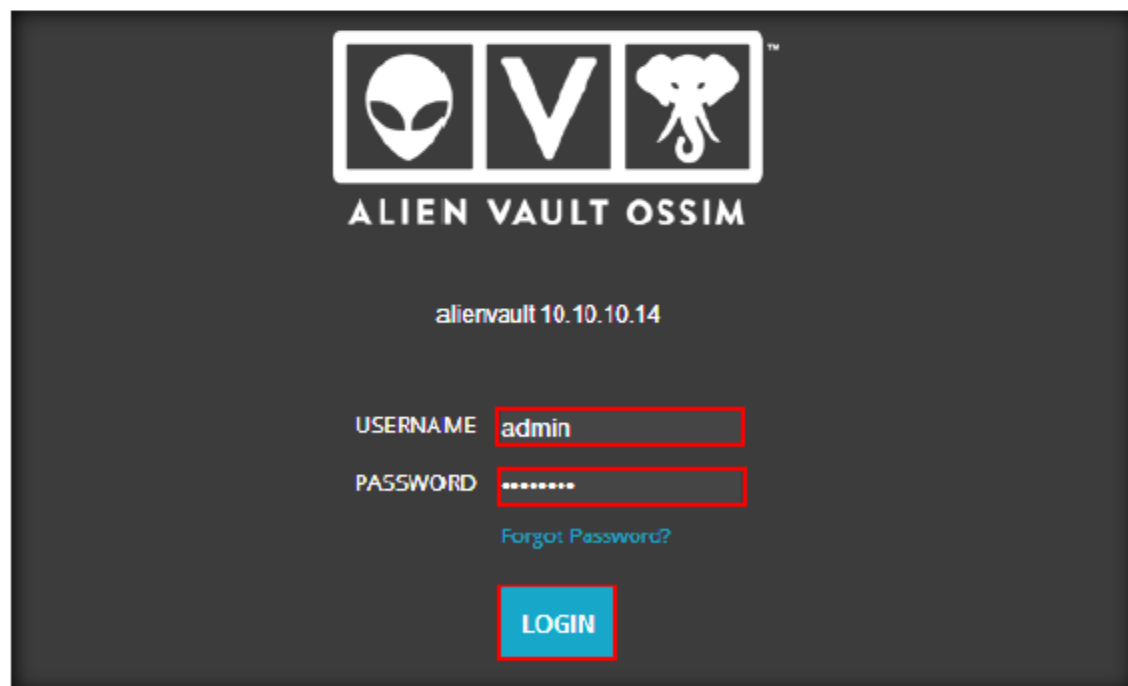 V ™
ALIEN VAULT OSSIM
alienvault 10.10.10.14
USERNAME admin
PASSWORD ••••••••
Forgot Password?
LOGIN